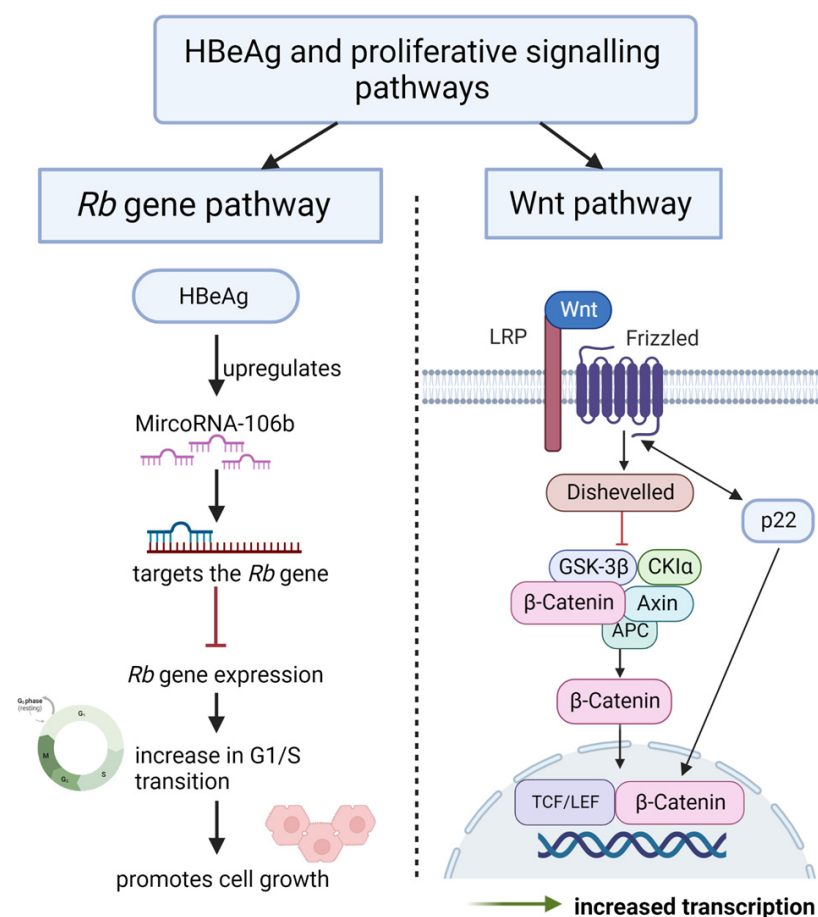 HBeAg and proliferative signalling
pathways
Rb gene pathway
HBeAg
upregulates
MircoRNA-106b
targets the Rb gene
Rb gene expression
G₀ phase
(resting)
G₁
S
G₂
M
increase in G1/S
transition
promotes cell growth
Wnt pathway
Wnt
LRP
Frizzled
Dishevelled
p22
GSK-3β
CKIα
β-Catenin
Axin
APC
β-Catenin
TCF/LEF
β-Catenin
increased transcription